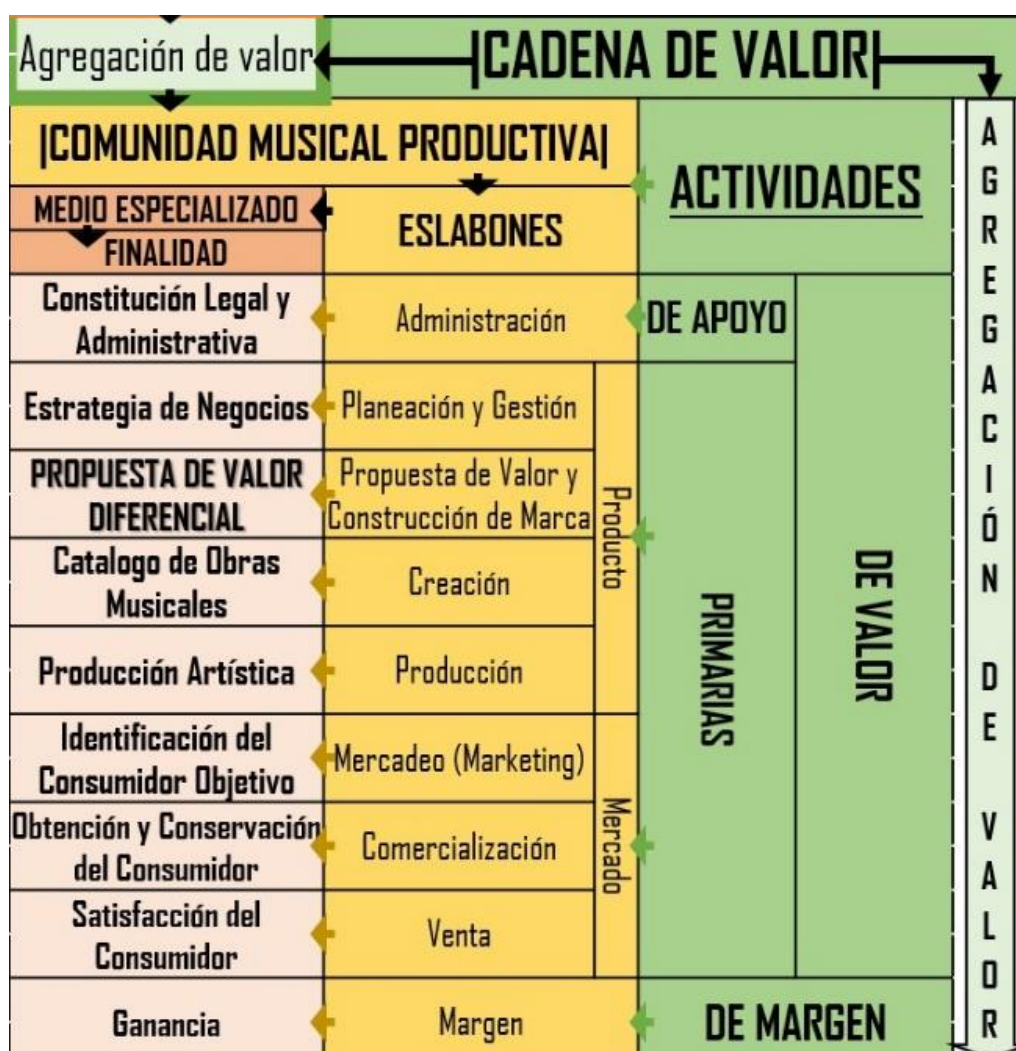 Agregación de valor
|CADENA DE VALOR|
|COMUNIDAD MUSICAL PRODUCTIVA|
ACTIVIDADES
MEDIO ESPECIALIZADO
FINALIDAD
ESLABONES
Constitución Legal y
Administrativa
Administración
DE APOYO
Estrategia de Negocios
Planeación y Gestión
PROPUESTA DE VALOR
DIFERENCIAL
Propuesta de Valor y
Construcción de Marca
Catalogo de Obras
Musicales
Creación
Producción Artística
Producción
Producto
Identificación del
Consumidor Objetivo
Mercadeo (Marketing)
Obtención y Conservación
del Consumidor
Comercialización
Satisfacción del
Consumidor
Venta
Mercado
PRIMARIAS
DE VALOR
Ganancia
Margen
DE MARGEN
AGREGACIÓN DE VALOR